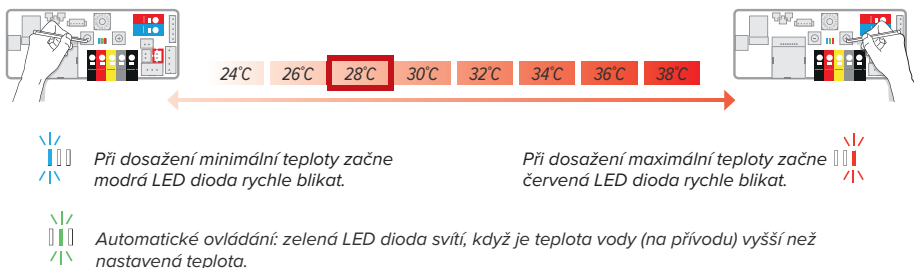 24°C 26°C 28°C 30°C 32°C 34°C 36°C 38°C
Při dosažení minimální teploty začne
modrá LED dioda rychle blikat.
Při dosažení maximální teploty začne
červená LED dioda rychle blikat.
Automatické ovládání: zelená LED dioda svítí, když je teplota vody (na přívodu) vyšší než
nastavená teplota.